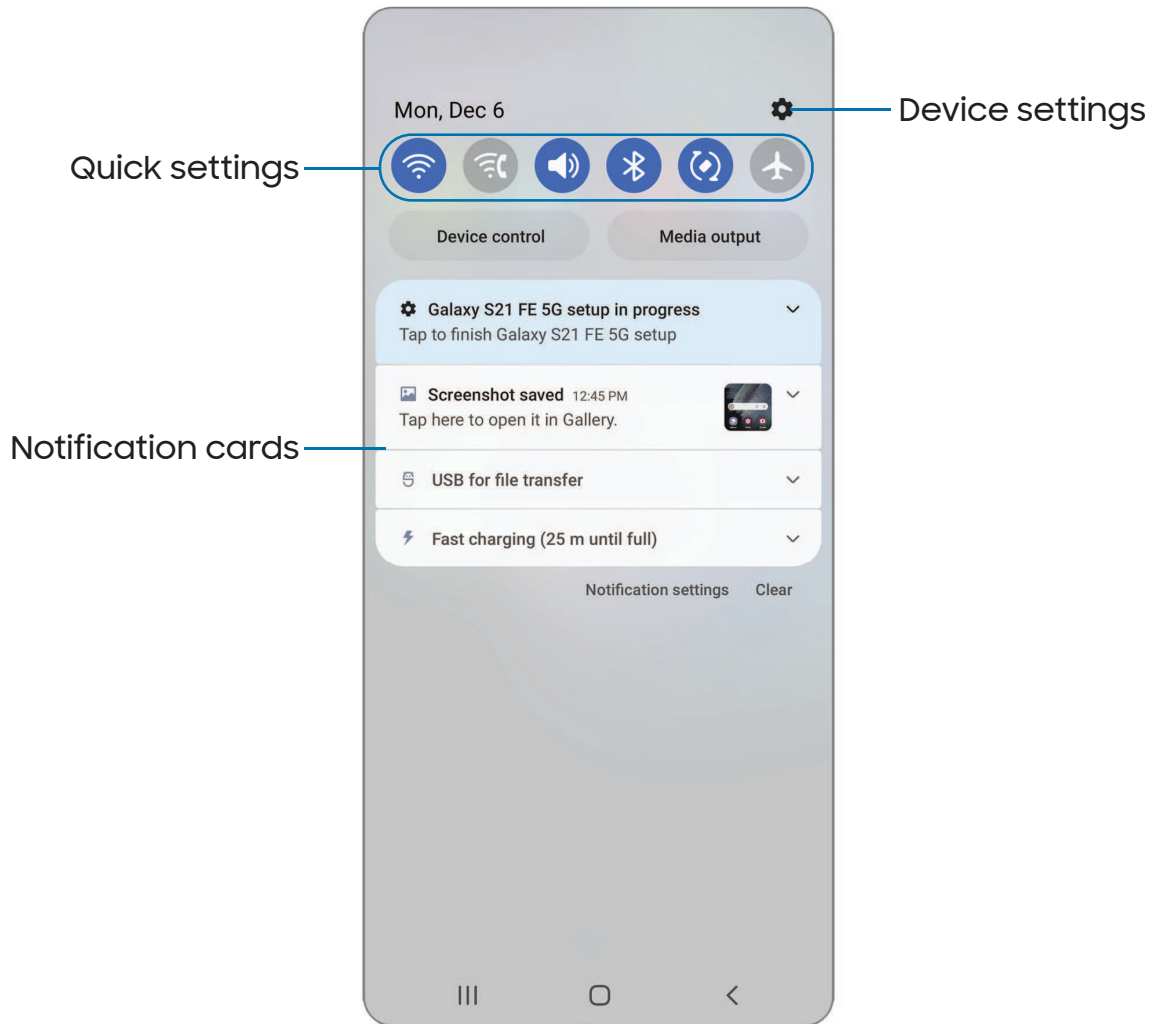 Mon, Dec 6
Device settings
Quick settings
Device control
Media output
Galaxy S21 FE 5G setup in progress
Tap to finish Galaxy S21 FE 5G setup
Screenshot saved 12:45 PM
Tap here to open it in Gallery.
Notification cards
USB for file transfer
Fast charging (25 m until full)
Notification settings Clear